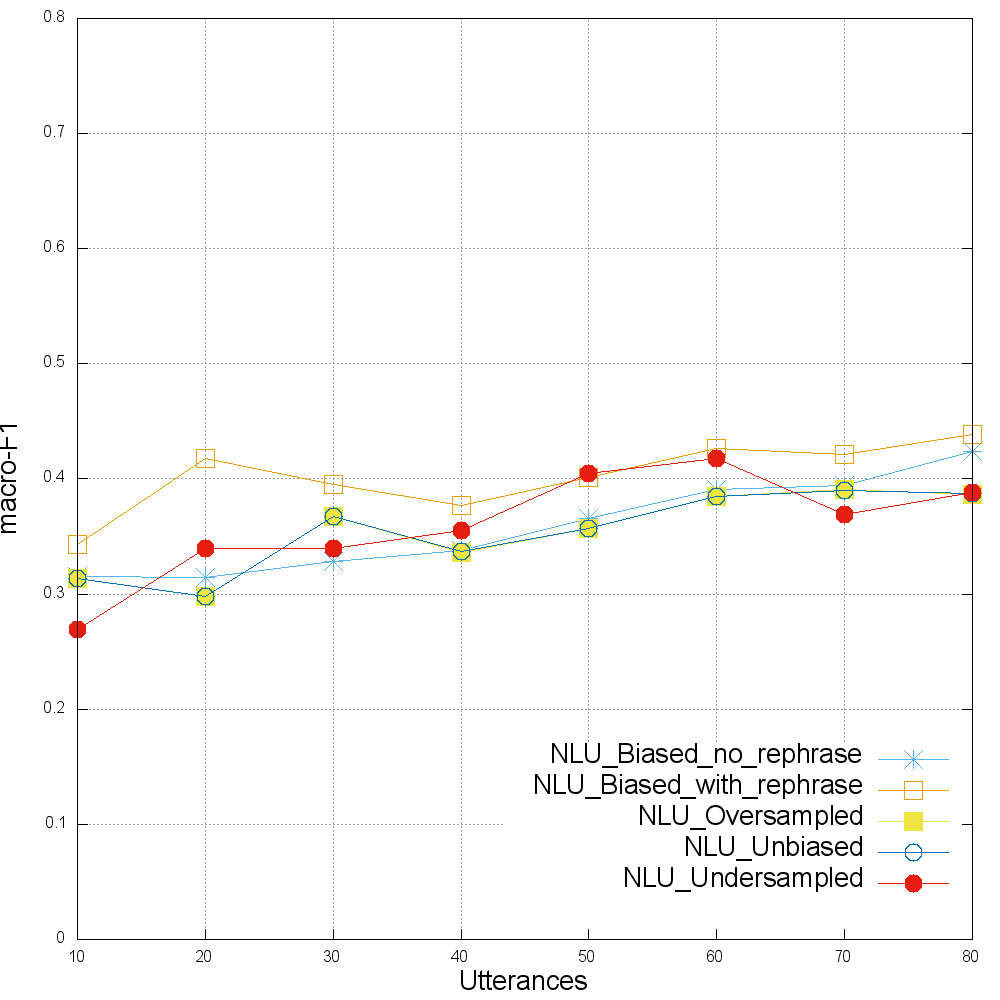 0.8
0.7
0.6
0.5
0.4
0.3
0.2
0.1
0
macro-F1
NLU_Biased_no_rephrase
NLU_Biased_with_rephrase
NLU_Oversampled
NLU_Unbiased
NLU_Undersampled
10 20 30 40 50 60 70 80
Utterances